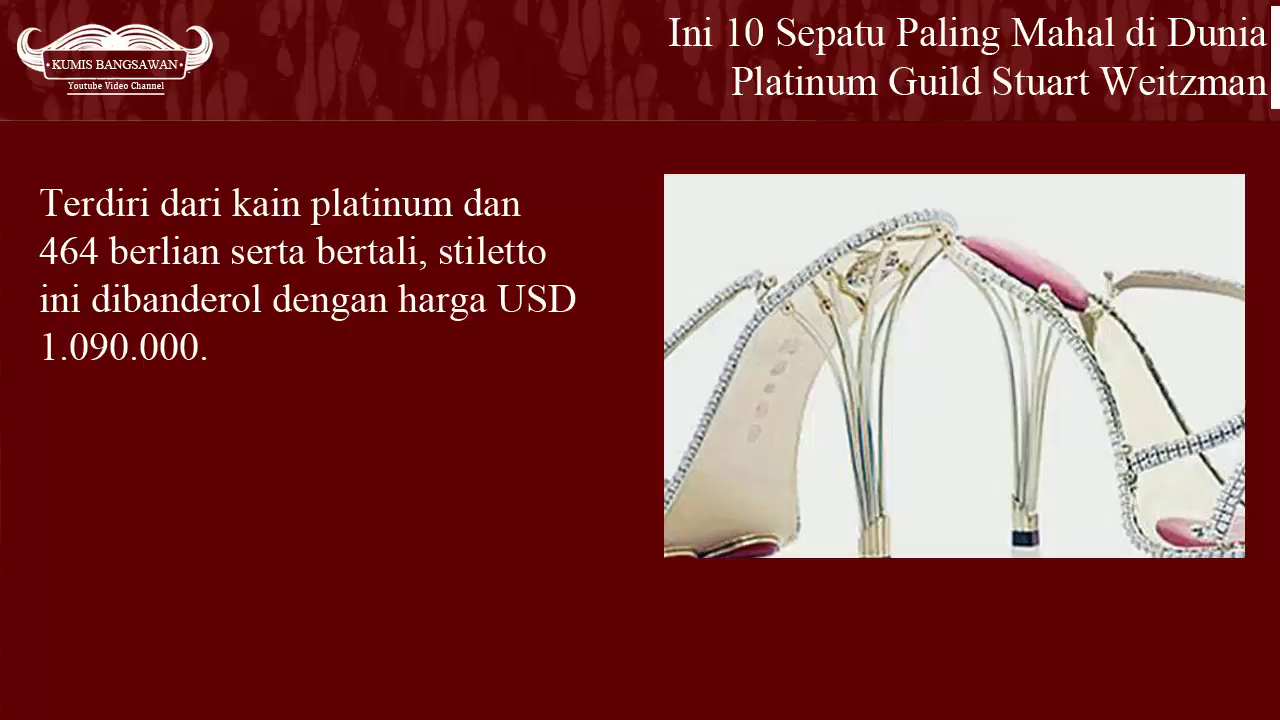 KUMIS BANGSAWAN
Youtube Video Channel
Ini 10 Sepatu Paling Mahal di Dunia
Platinum Guild Stuart Weitzman
Terdiri dari kain platinum dan
464 berlian serta bertali, stiletto
ini dibanderol dengan harga USD
1.090.000.